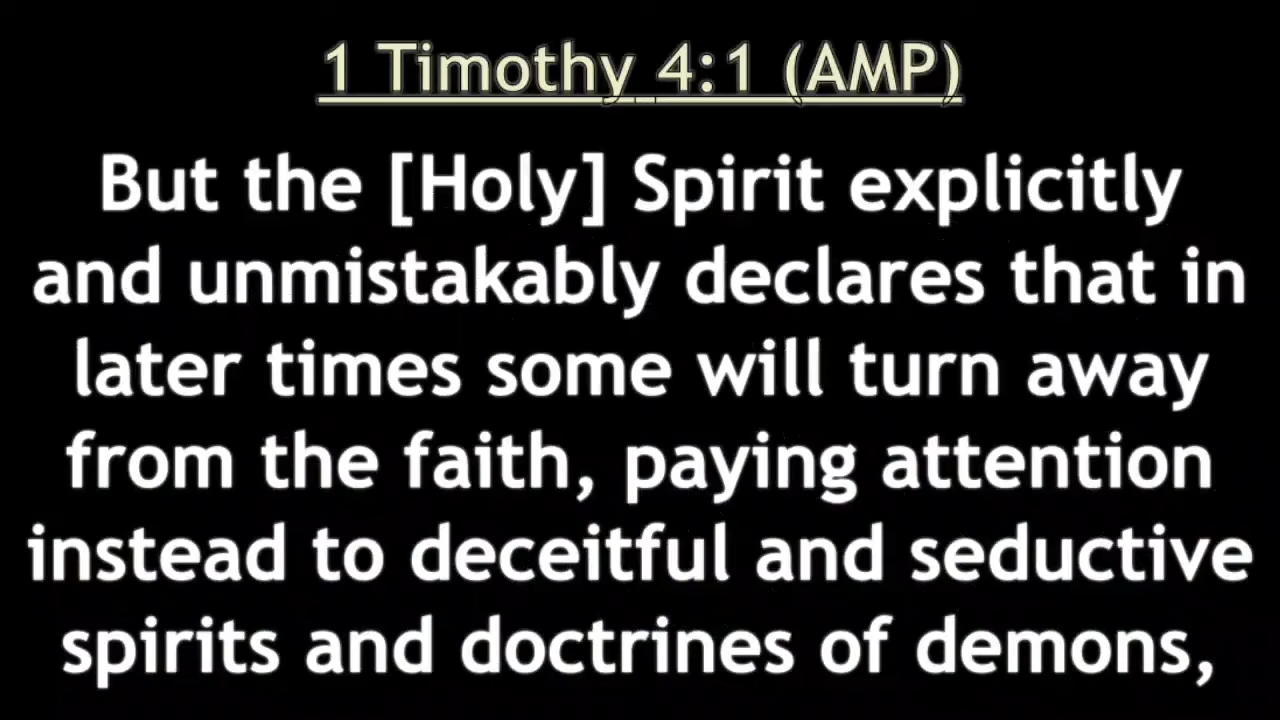 1 Timothy 4:1 (AMP)
But the [Holy] Spirit explicitly
and unmistakably declares that in
later times some will turn away
from the faith, paying attention
instead to deceitful and seductive
spirits and doctrines of demons,